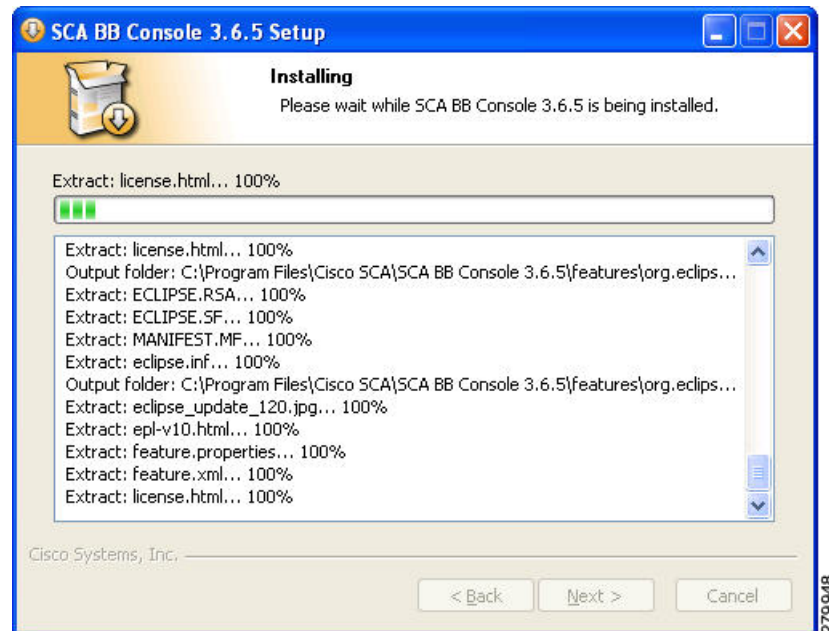 SCA BB Console 3.6.5 Setup
Installing
Please wait while SCA BB Console 3.6.5 is being installed.
Extract: license.html... 100%
Extract: license.html... 100%
Output folder: C:\Program Files\Cisco SCA\SCA BB Console 3.6.5\features\org.eclips...
Extract: ECLIPSE.RSA... 100%
Extract: ECLIPSE.SF... 100%
Extract: MANIFEST.MF... 100%
Extract: eclipse.inf... 100%
Output folder: C:\Program Files\Cisco SCA\SCA BB Console 3.6.5\features\org.eclips...
Extract: eclipse_update_120.jpg... 100%
Extract: epl-v10.html... 100%
Extract: feature.properties... 100%
Extract: feature.xml... 100%
Extract: license.html... 100%
Cisco Systems, Inc.
< Back
Next >
Cancel
279948